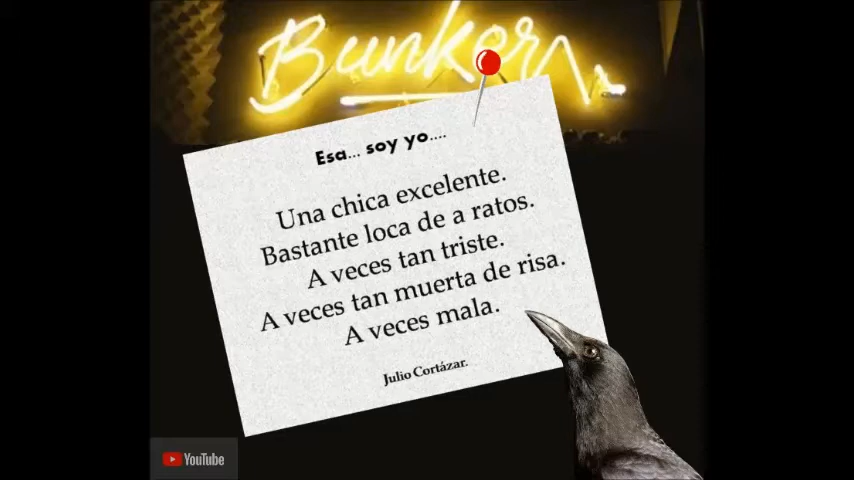 Bunker
Esa... soy yo....
Una chica excelente.
Bastante loca de a ratos.
A veces tan triste.
A veces tan muerta de risa.
A veces mala.
Julio Cortázar.
YouTube